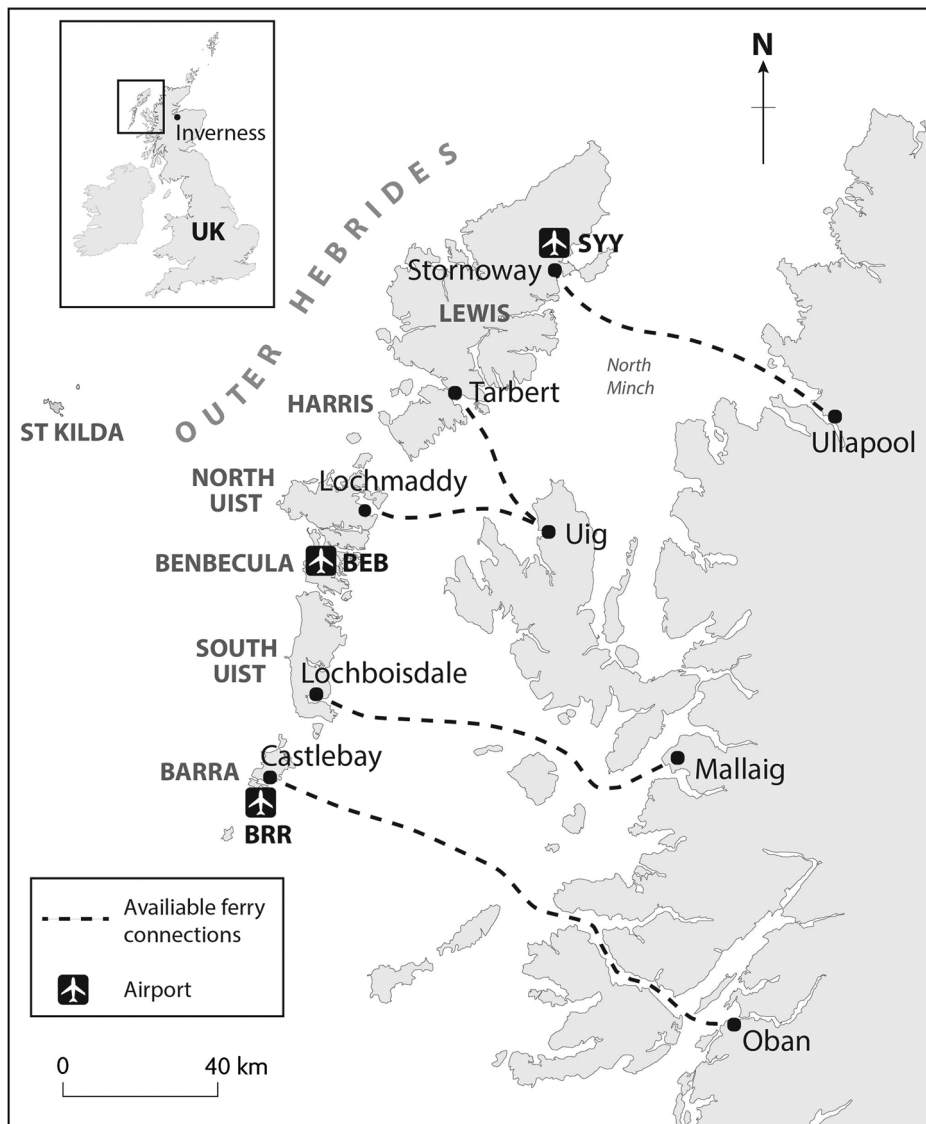 N
Inverness
UK
OUTER HEBRIDES
SYY
Stornoway
LEWIS
North
Minch
HARRIS
Tarbert
ST KILDA
Ullapool
NORTH
UIST
Lochmaddy
Uig
BENBECULA
BEB
SOUTH
UIST
Lochboisdale
Castlebay
BARRA
Mallaig
BRR
Availiable ferry
connections
Airport
Oban
0 40 km